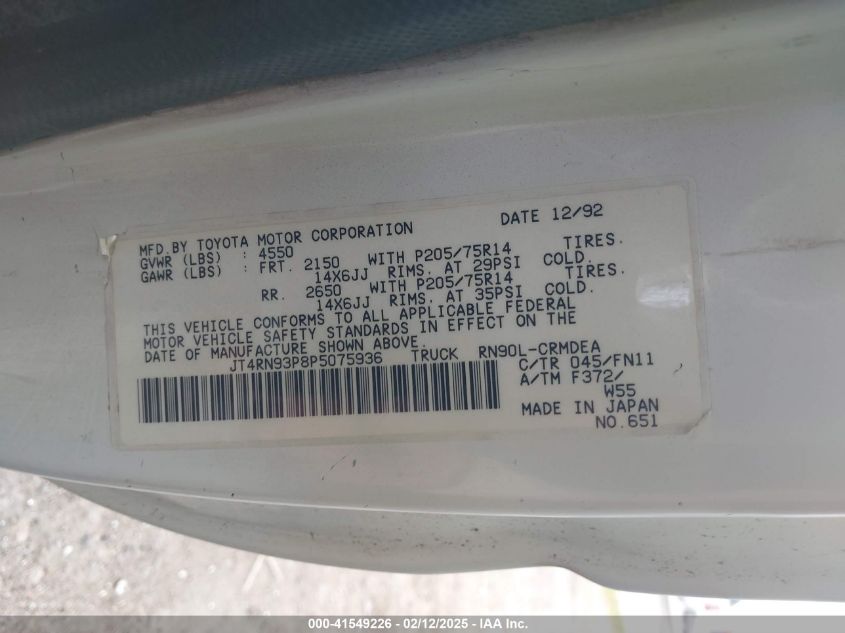 MFD. BY TOYOTA MOTOR CORPORATION DATE 12/92
GVWR (LBS) : 4550
GAWR (LBS) : FRT. 2150 WITH P205/75R14 TIRES.
14X6JJ RIMS. AT 29PSI COLD.
RR. 2650 WITH P205/75R14 TIRES.
14X6JJ RIMS. AT 35PSI COLD.
THIS VEHICLE CONFORMS TO ALL APPLICABLE FEDERAL
MOTOR VEHICLE SAFETY STANDARDS IN EFFECT ON THE
DATE OF MANUFACTURE SHOWN ABOVE.
JT4RN93P8P5075936 TRUCK RN90L-CRMDEA
C/TR 045/FN11
A/TM F372/
W55
MADE IN JAPAN
NO.651
000-41549226 - 02/12/2025 - IAA Inc.